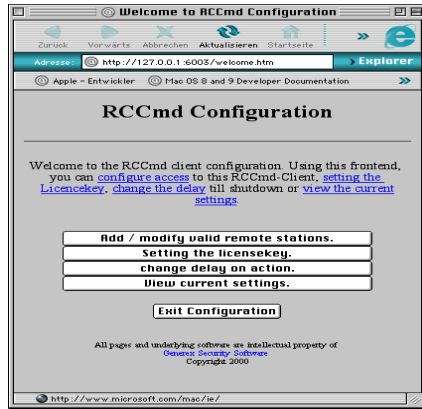 Welcome to RCCmd Configuration
Zurück Vorwärts Abbrechen Aktualisieren Startseite »
Adresse: http://127.0.0.1:6003/welcome.htm Explorer
Apple - Entwickler Mac OS 8 and 9 Developer Documentation »
RCCmd Configuration
Welcome to the RCCmd client configuration. Using this frontend,
you can configure access to this RCCmd-Client, setting the
Licencekey, change the delay till shutdown or view the current
settings.
Add / modify valid remote stations.
Setting the licensekey.
change delay on action.
View current settings.
Exit Configuration
All pages and underlying software are intellectual property of
Generex Security Software
Copyright 2000
http://www.microsoft.com/mac/ie/